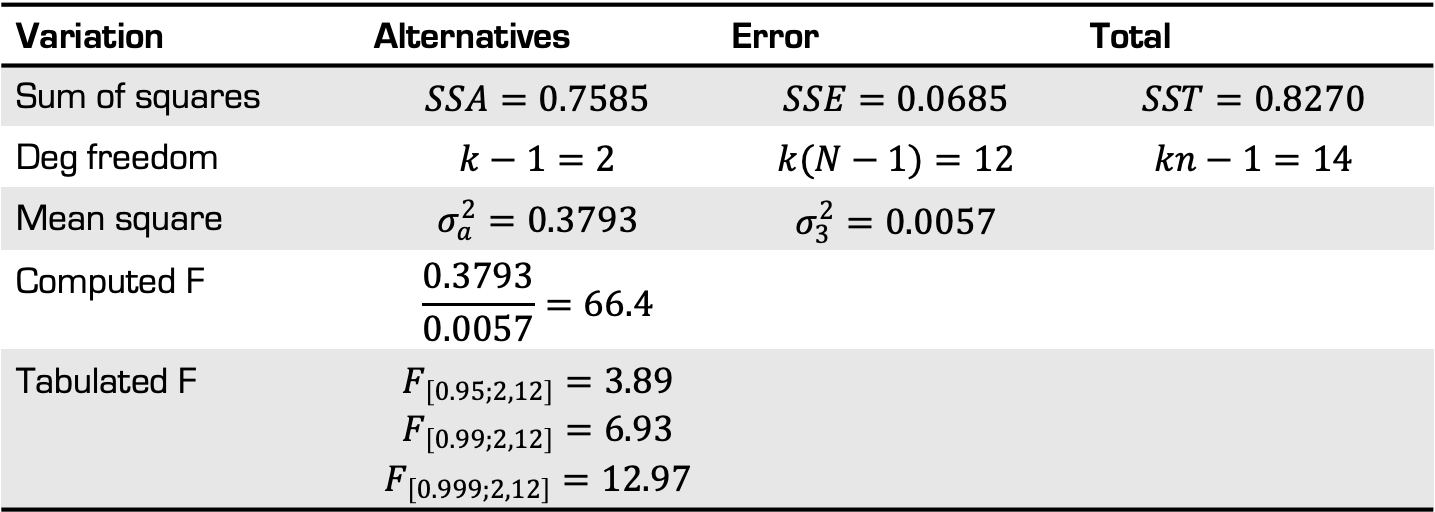 Variation Alternatives Error Total
Sum of squares SSA = 0.7585 SSE = 0.0685 SST = 0.8270
Deg freedom k − 1 = 2 k(N − 1) = 12 kn − 1 = 14
Mean square σ_a^2 = 0.3793 σ_3^2 = 0.0057
Computed F 0.3793/0.0057 = 66.4
Tabulated F F_[0.95;2,12] = 3.89
F_[0.99;2,12] = 6.93
F_[0.999;2,12] = 12.97